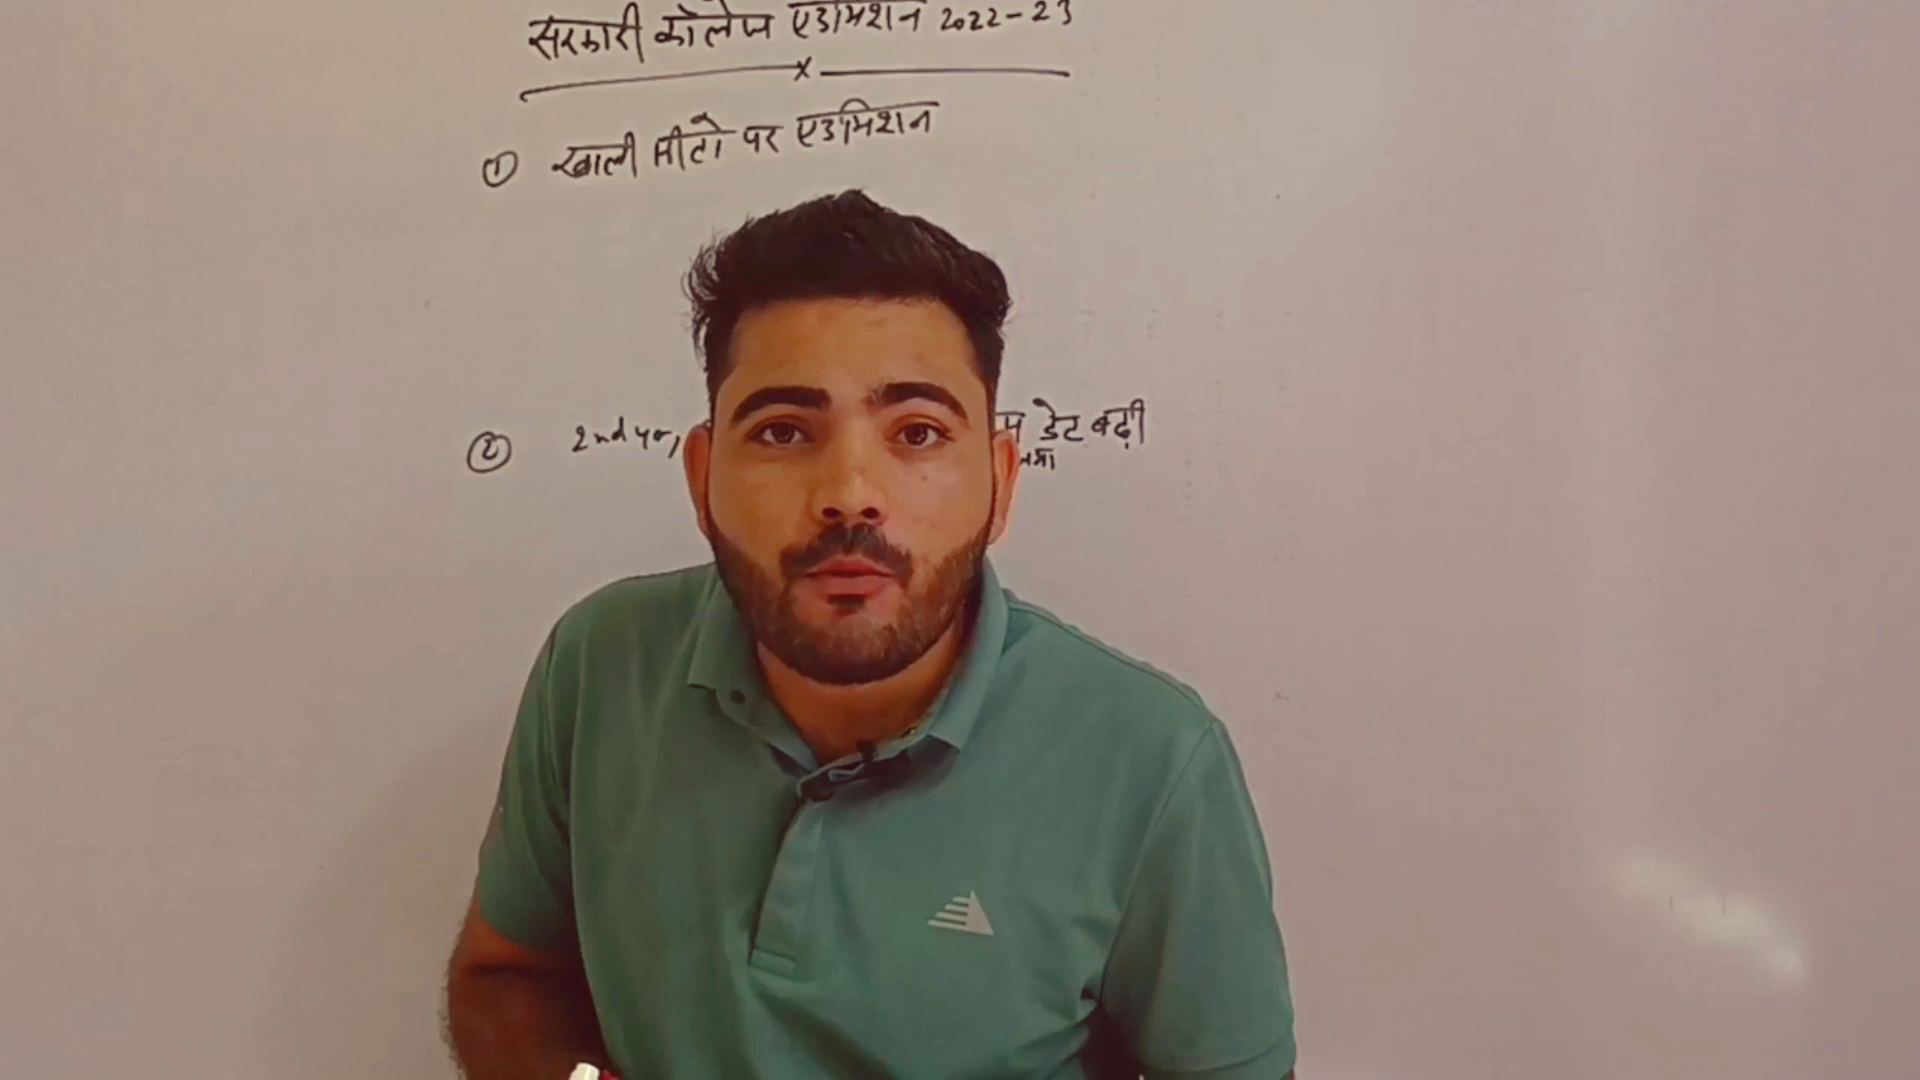 सरकारी कॉलेज एडमिशन 2022-23
① खाली सीटों पर एडमिशन
② 2nd yr, डेट बढ़ी